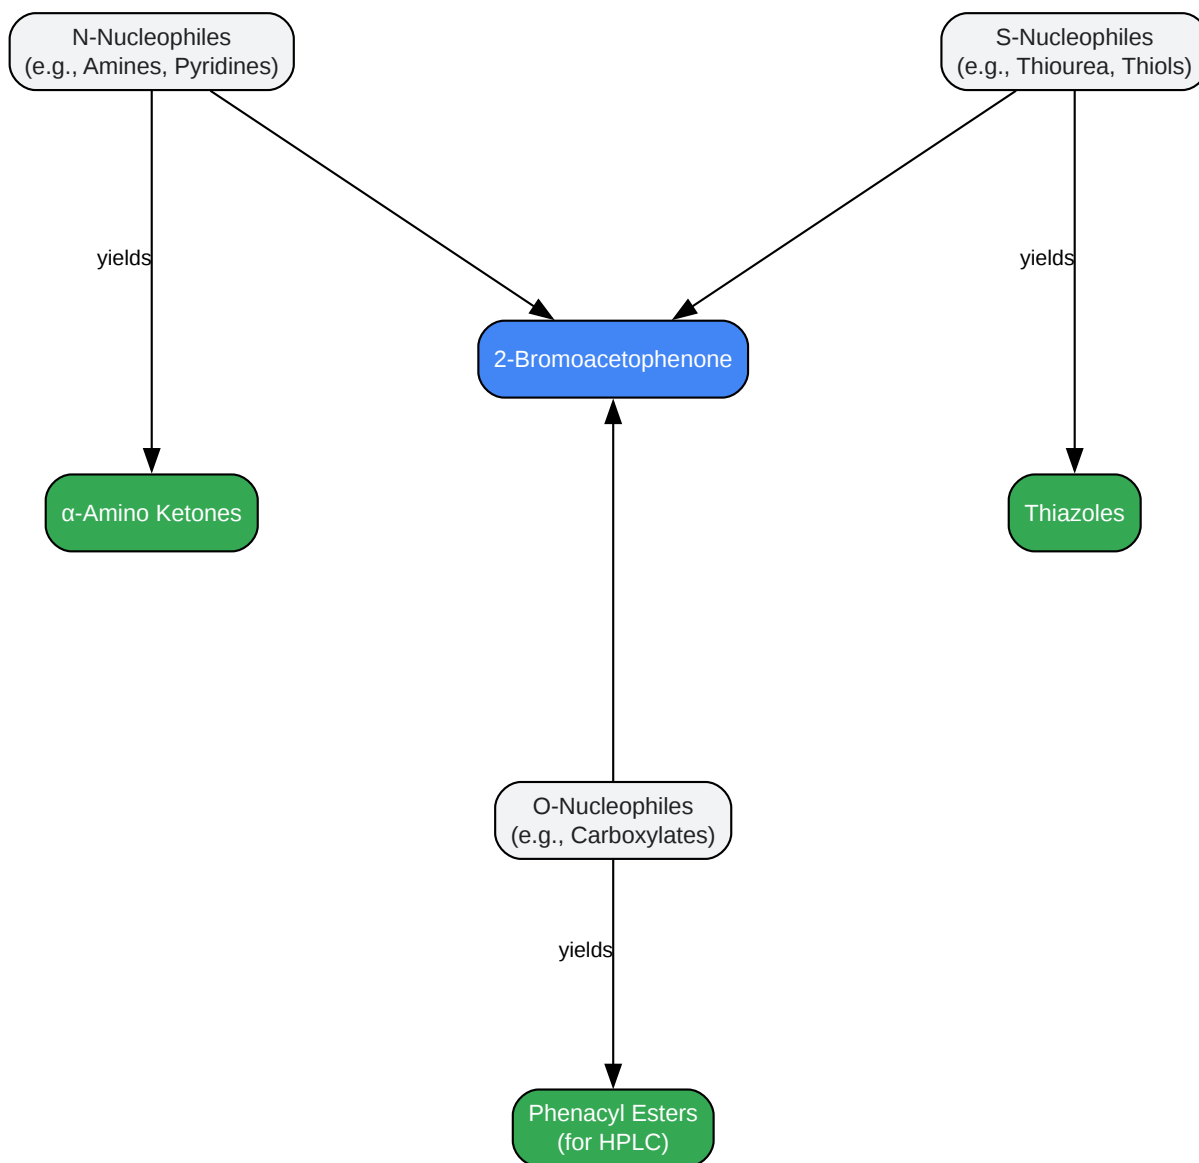 N-Nucleophiles
(e.g., Amines, Pyridines)
S-Nucleophiles
(e.g., Thiourea, Thiols)
yields
yields
2-Bromoacetophenone
α-Amino Ketones
Thiazoles
O-Nucleophiles
(e.g., Carboxylates)
yields
Phenacyl Esters
(for HPLC)